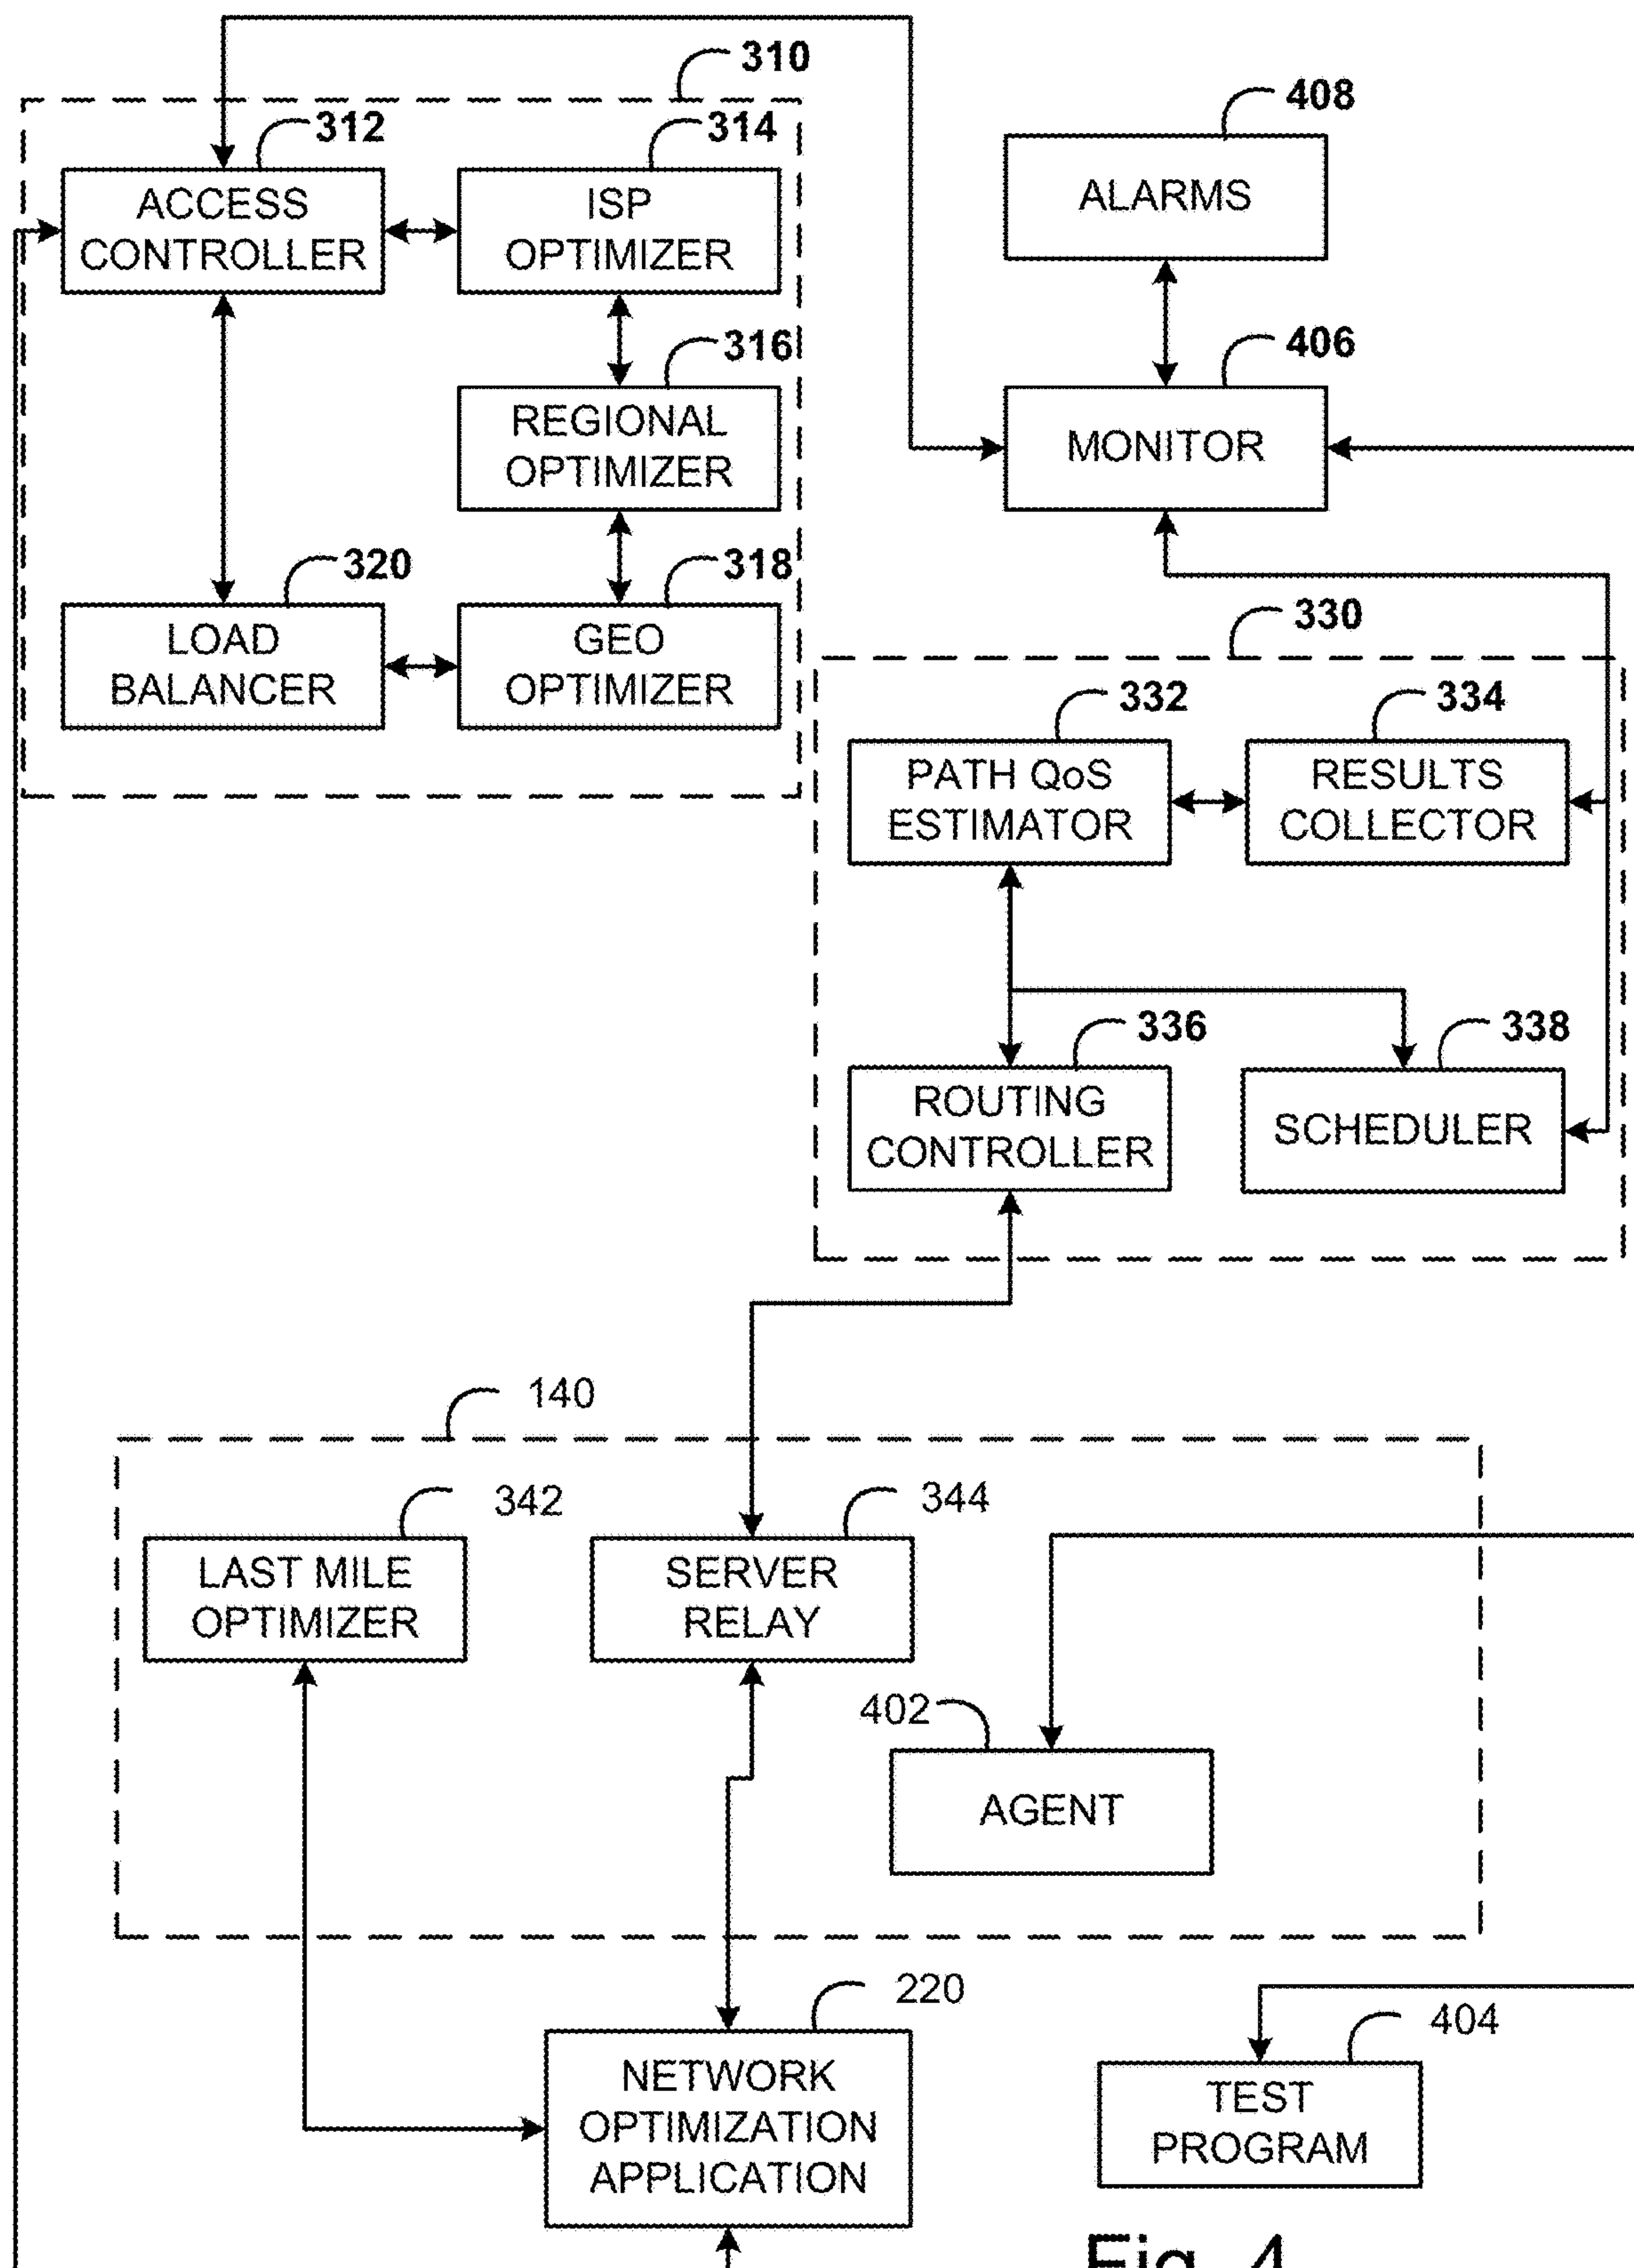 310
408
312
314
ALARMS
ACCESS
CONTROLLER
ISP
OPTIMIZER
316
406
REGIONAL
OPTIMIZER
MONITOR
320
318
LOAD
BALANCER
GEO
OPTIMIZER
330
332
334
PATH QoS
ESTIMATOR
RESULTS
COLLECTOR
336
338
ROUTING
CONTROLLER
SCHEDULER
140
342
344
LAST MILE
OPTIMIZER
SERVER
RELAY
402
AGENT
220
404
NETWORK
OPTIMIZATION
APPLICATION
TEST
PROGRAM
Fig. 4